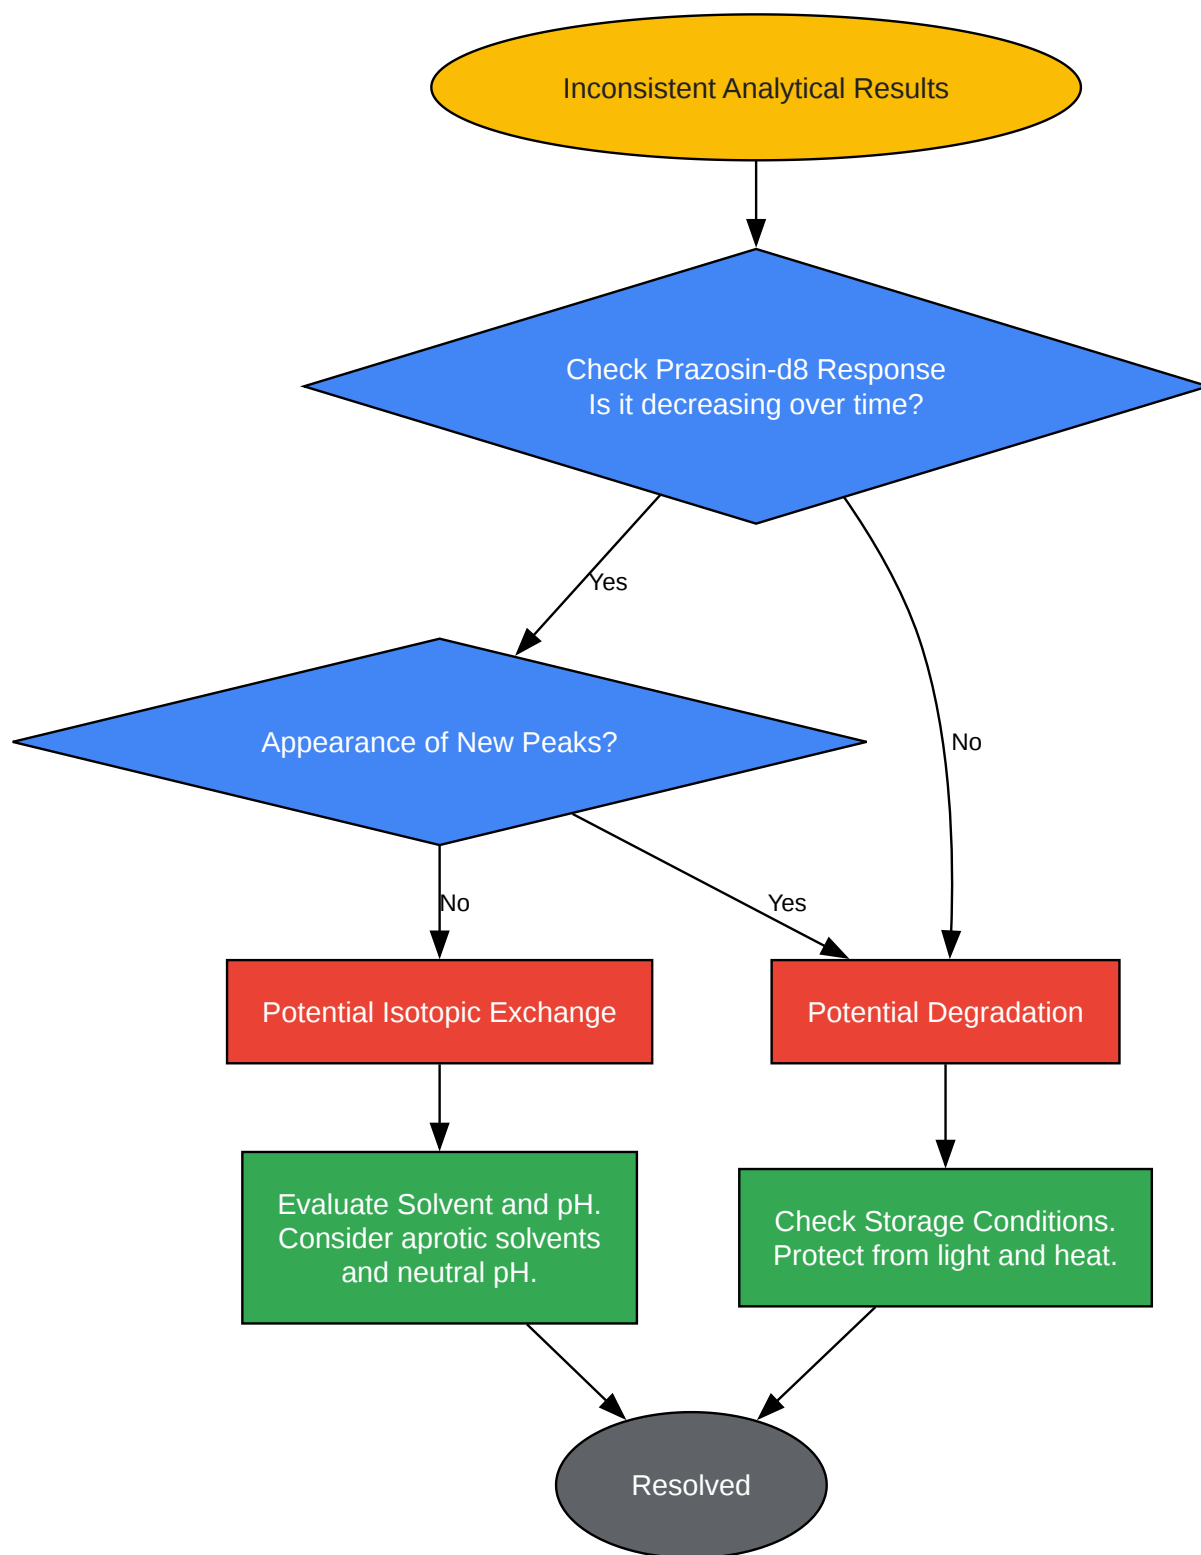 Inconsistent Analytical Results
Check Prazosin-d8 Response
Is it decreasing over time?
Yes
No
Appearance of New Peaks?
No
Yes
Potential Isotopic Exchange
Potential Degradation
Evaluate Solvent and pH.
Consider aprotic solvents
and neutral pH.
Check Storage Conditions.
Protect from light and heat.
Resolved